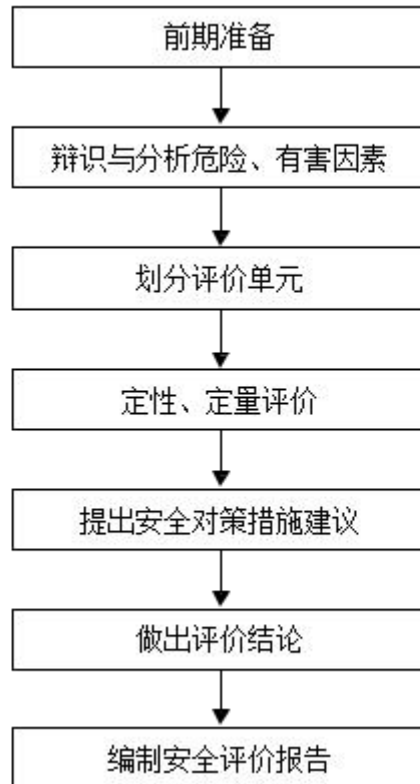 前期准备
辩识与分析危险、有害因素
划分评价单元
定性、定量评价
提出安全对策措施建议
做出评价结论
编制安全评价报告